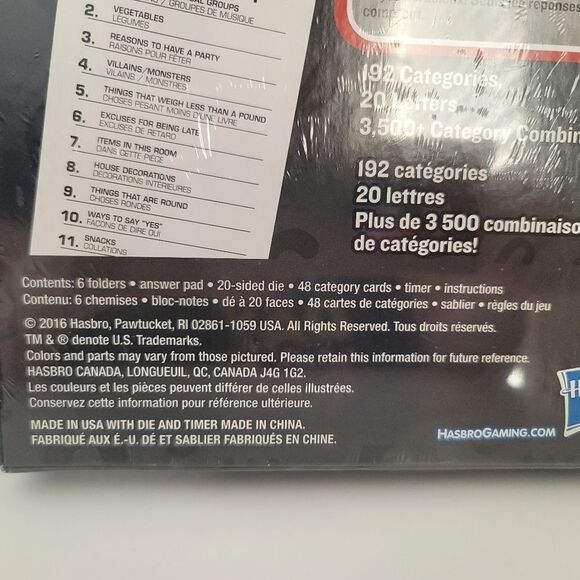 AL GROUPS
/ GROUPES DE MUSIQUE
2. VEGETABLES
LÉGUMES
3. REASONS TO HAVE A PARTY
RAISONS POUR FÊTER
4. VILLAINS/MONSTERS
VILAINS / MONSTRES
5. THINGS THAT WEIGH LESS THAN A POUND
CHOSES PESANT MOINS D'UNE LIVRE
6. EXCUSES FOR BEING LATE
EXCUSES DE RETARD
7. ITEMS IN THIS ROOM
DANS CETTE PIÈCE
8. HOUSE DECORATIONS
DÉCORATIONS INTÉRIEURES
9. THINGS THAT ARE ROUND
CHOSES RONDES
10. WAYS TO SAY "YES"
FAÇONS DE DIRE OUI
11. SNACKS
COLLATIONS
réponses
192 Categories,
20 Letters
3,500+ Category Combin
192 catégories
20 lettres
Plus de 3 500 combinaiso
de catégories!
Contents: 6 folders • answer pad • 20-sided die • 48 category cards • timer • instructions
Contenu: 6 chemises • bloc-notes • dé à 20 faces • 48 cartes de catégories • sablier • règles du jeu
© 2016 Hasbro, Pawtucket, RI 02861-1059 USA. All Rights Reserved. Tous droits réservés.
TM & ® denote U.S. Trademarks.
Colors and parts may vary from those pictured. Please retain this information for future reference.
HASBRO CANADA, LONGUEUIL, QC, CANADA J4G 1G2.
Les couleurs et les pièces peuvent différer de celles illustrées.
Conservez cette information pour référence ultérieure.
MADE IN USA WITH DIE AND TIMER MADE IN CHINA.
FABRIQUÉ AUX É.-U. DÉ ET SABLIER FABRIQUÉS EN CHINE.
HASBROGAMING.COM